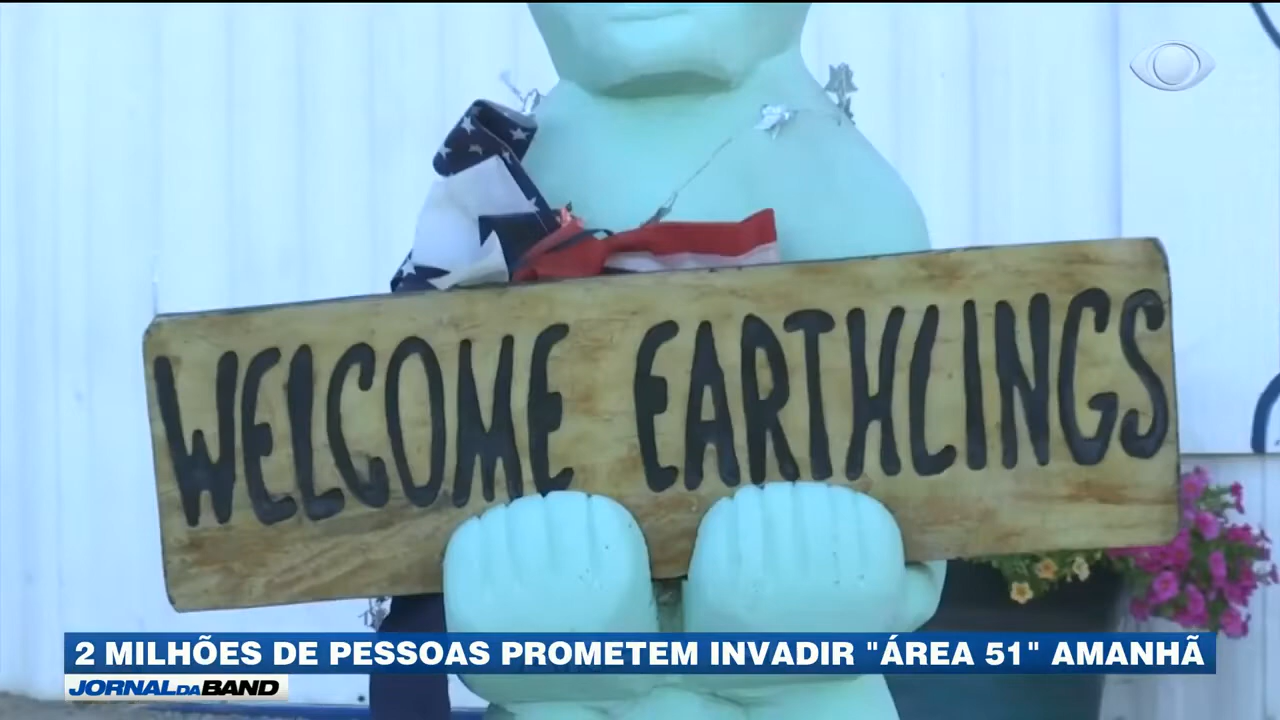 WELCOME EARTHLINGS
2 MILHÕES DE PESSOAS PROMETEM INVADIR "ÁREA 51" AMANHÃ
JORNAL DA BAND